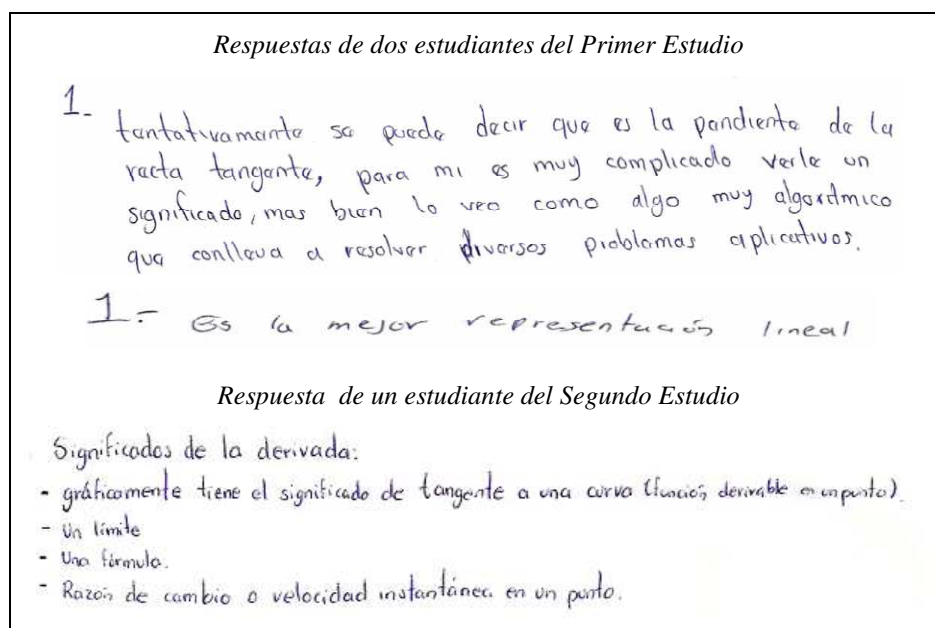 Respuestas de dos estudiantes del Primer Estudio
1- tentativamente se puede decir que es la pendiente de la
recta tangente, para mi es muy complicado verle un
significado, mas bien lo veo como algo muy algorítmico
que conlleva a resolver diversos problemas aplicativos.
1.- Es la mejor representación lineal
Respuesta de un estudiante del Segundo Estudio
Significados de la derivada:
- gráficamente tiene el significado de tangente a una curva (función derivable en un punto).
- Un límite
- Una fórmula.
- Razón de cambio o velocidad instantánea en un punto.